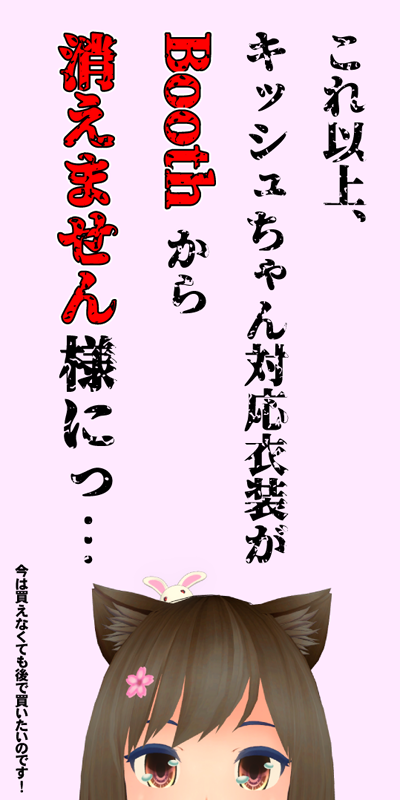 これ以上、
キッシュちゃん対応衣装が
Boothから
消えません様にっ…
今は買えなくても後で買いたいのです！